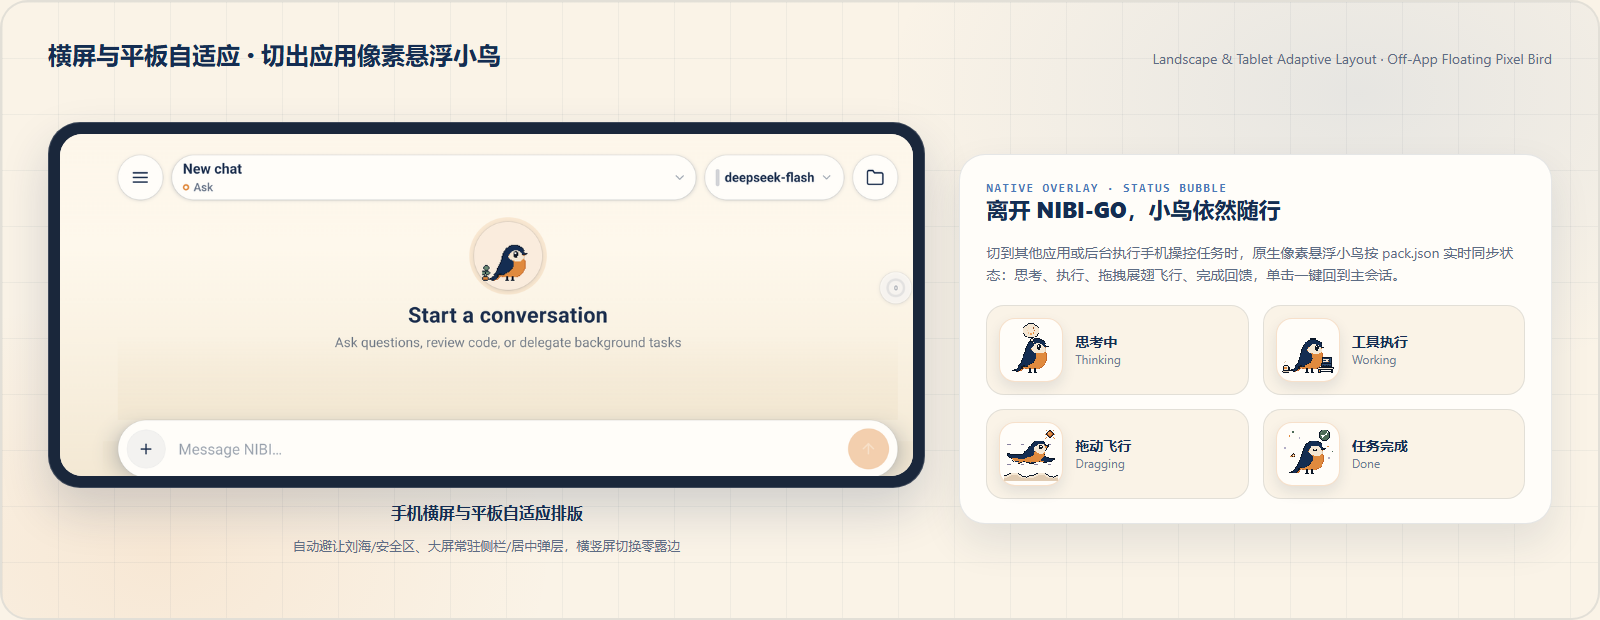 横屏与平板自适应 · 切出应用像素悬浮小鸟
Landscape & Tablet Adaptive Layout · Off-App Floating Pixel Bird
New chat
Ask
deepseek-flash
Start a conversation
Ask questions, review code, or delegate background tasks
Message NIBI...
手机横屏与平板自适应排版
自动避让刘海/安全区、大屏常驻侧栏/居中弹层，横竖屏切换零露边
NATIVE OVERLAY · STATUS BUBBLE
离开 NIBI-GO，小鸟依然随行
切到其他应用或后台执行手机操控任务时，原生像素悬浮小鸟按 pack.json 实时同步状
态：思考、执行、拖拽展翅飞行、完成回馈，单击一键回到主会话。
思考中
Thinking
工具执行
Working
拖动飞行
Dragging
任务完成
Done